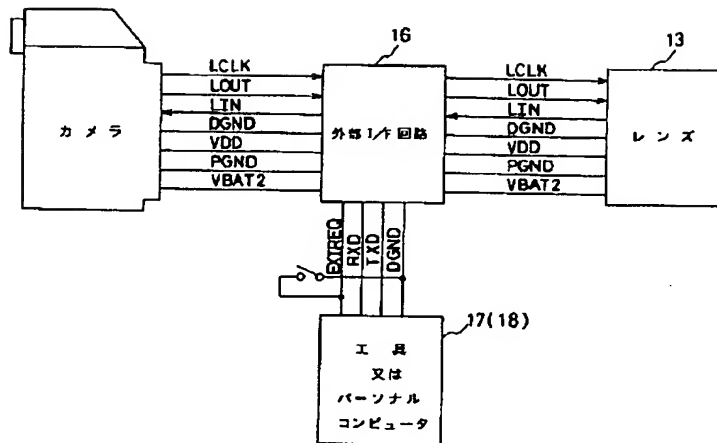 16
13
カメラ
LCLK
LOUT
LIN
DGND
VDD
PGND
VBAT2
外部I/F回路
LCLK
LOUT
LIN
DGND
VDD
PGND
VBAT2
レンズ
EXTREQ
RXD
TXD
DGND
17(18)
工具
又は
パーソナル
コンピュータ